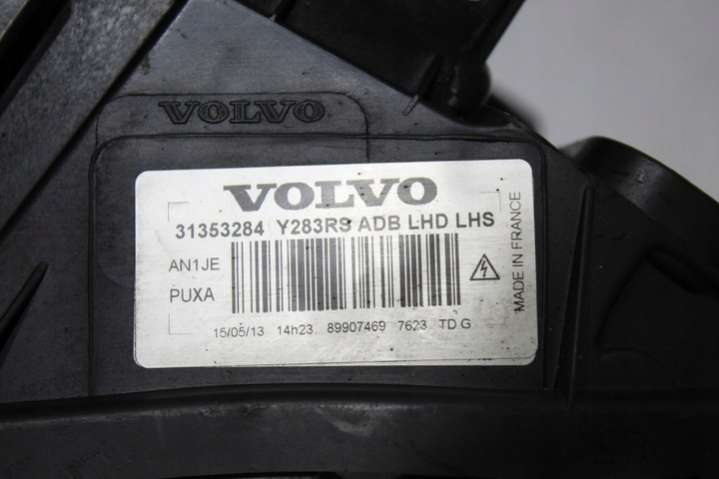 VOLVO
VOLVO
31353284 Y283RS ADB LHD LHS
AN1JE
PUXA
15/05/13 14h23 89907469 7623 TD G
MADE IN FRANCE